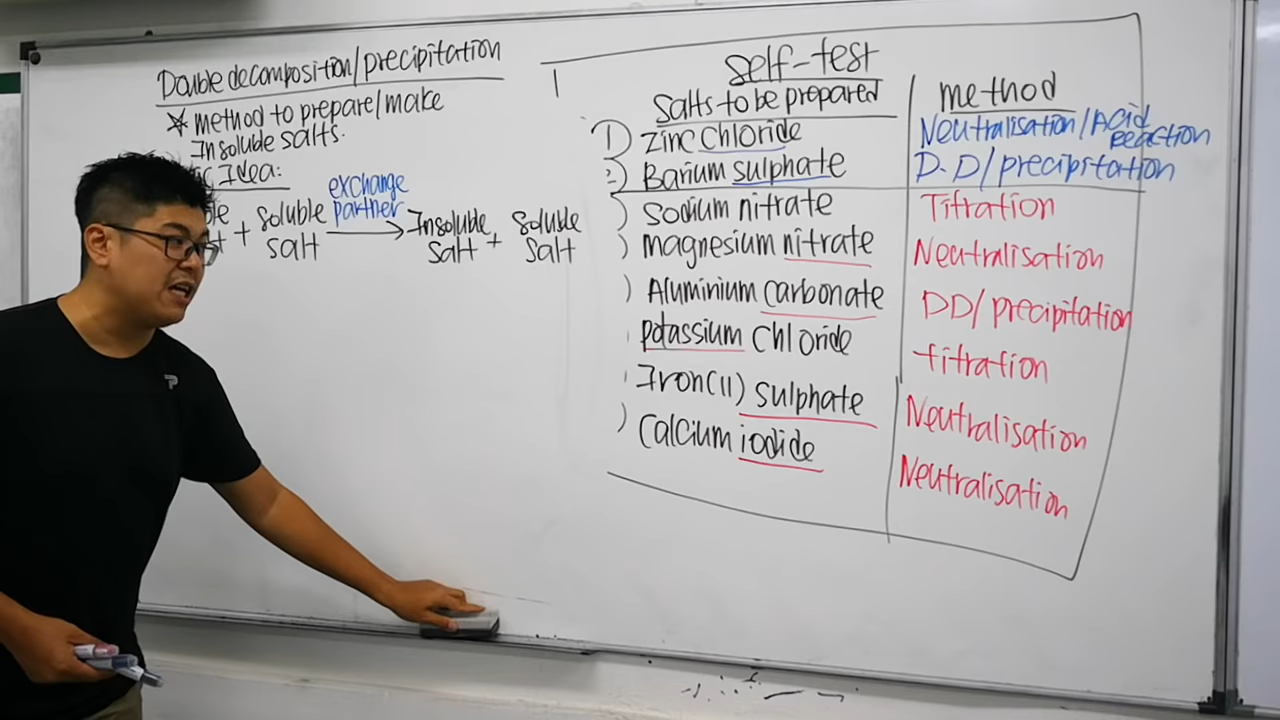 Double decomposition/precipitation
* method to prepare/make
Insoluble salts.
Idea:
exchange
partner
+ Soluble Salt → Insoluble Salt + Soluble Salt
Self-test
Salts to be prepared
method
1) Zinc chloride
Neutralisation/Acid Reaction
2) Barium sulphate
D.D/precipitation
) Sodium nitrate
Titration
) magnesium nitrate
Neutralisation
) Aluminium carbonate
DD/precipitation
potassium chloride
titration
Iron(II) sulphate
Neutralisation
) Calcium iodide
Neutralisation